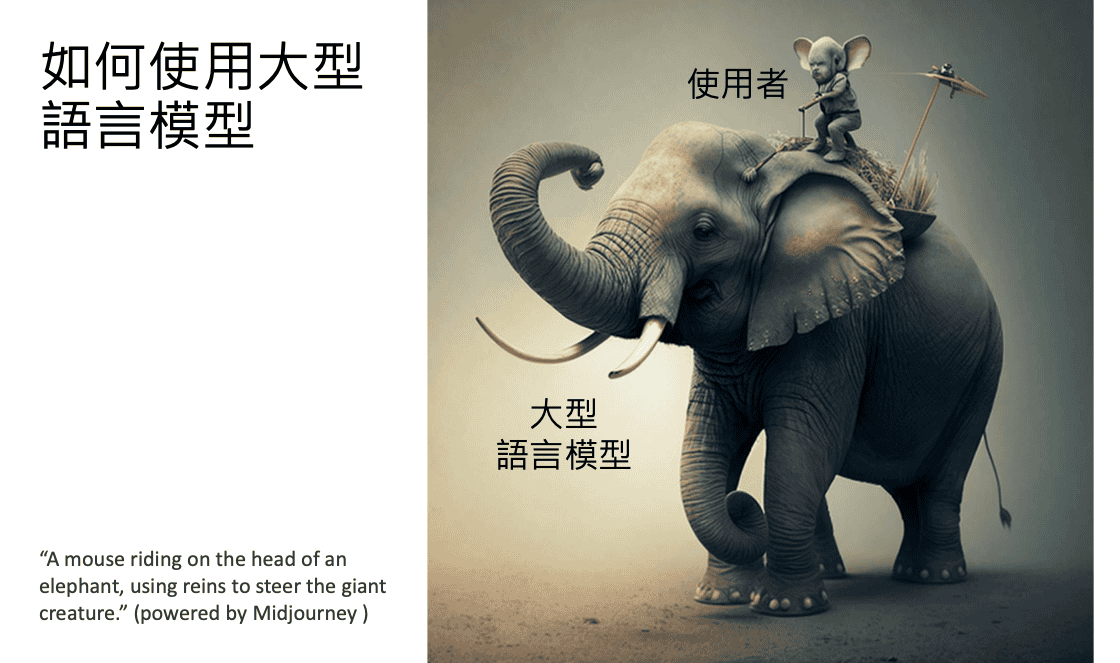 如何使用大型
語言模型
使用者
大型
語言模型
“A mouse riding on the head of an
elephant, using reins to steer the giant
creature.” (powered by Midjourney )